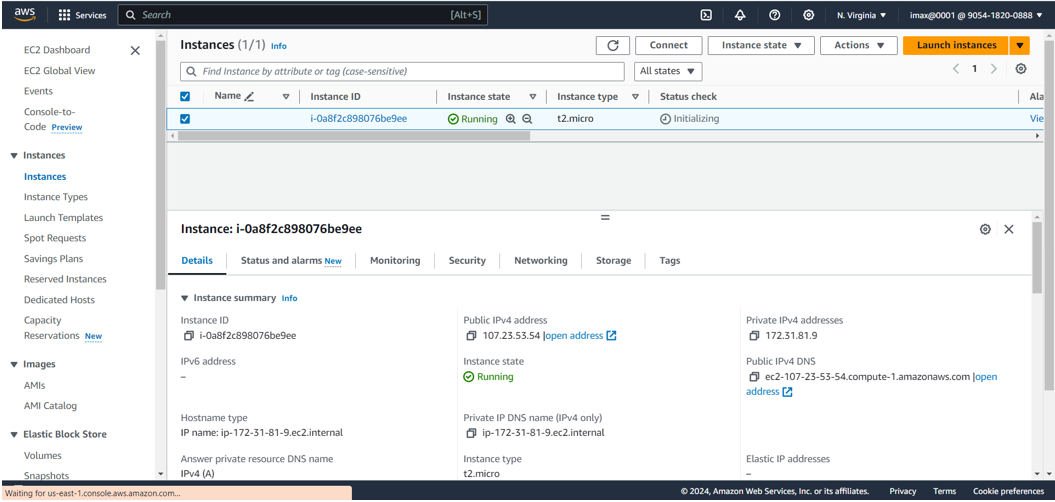 aws Services Search [Alt+S] N. Virginia imax@0001 @ 9054-1820-0888
EC2 Dashboard
EC2 Global View
Events
Console-to-
Code Preview
Instances
Instances
Instance Types
Launch Templates
Spot Requests
Savings Plans
Reserved Instances
Dedicated Hosts
Capacity
Reservations New
Images
AMIs
AMI Catalog
Elastic Block Store
Volumes
Snapshots
Instances (1/1) Info Connect Instance state Actions Launch instances
Find Instance by attribute or tag (case-sensitive) All states 1
Name Instance ID Instance state Instance type Status check Ala
i-0a8f2c898076be9ee Running t2.micro Initializing Vie
Instance: i-0a8f2c898076be9ee
Details Status and alarms New Monitoring Security Networking Storage Tags
Instance summary Info
Instance ID
i-0a8f2c898076be9ee
Public IPv4 address
107.23.53.54 |open address
Private IPv4 addresses
172.31.81.9
IPv6 address
–
Instance state
Running
Public IPv4 DNS
ec2-107-23-53-54.compute-1.amazonaws.com |open
address
Hostname type
IP name: ip-172-31-81-9.ec2.internal
Private IP DNS name (IPv4 only)
ip-172-31-81-9.ec2.internal
Answer private resource DNS name
IPv4 (A)
Instance type
t2.micro
Elastic IP addresses
–
Waiting for us-east-1.console.aws.amazon.com...
© 2024, Amazon Web Services, Inc. or its affiliates. Privacy Terms Cookie preferences